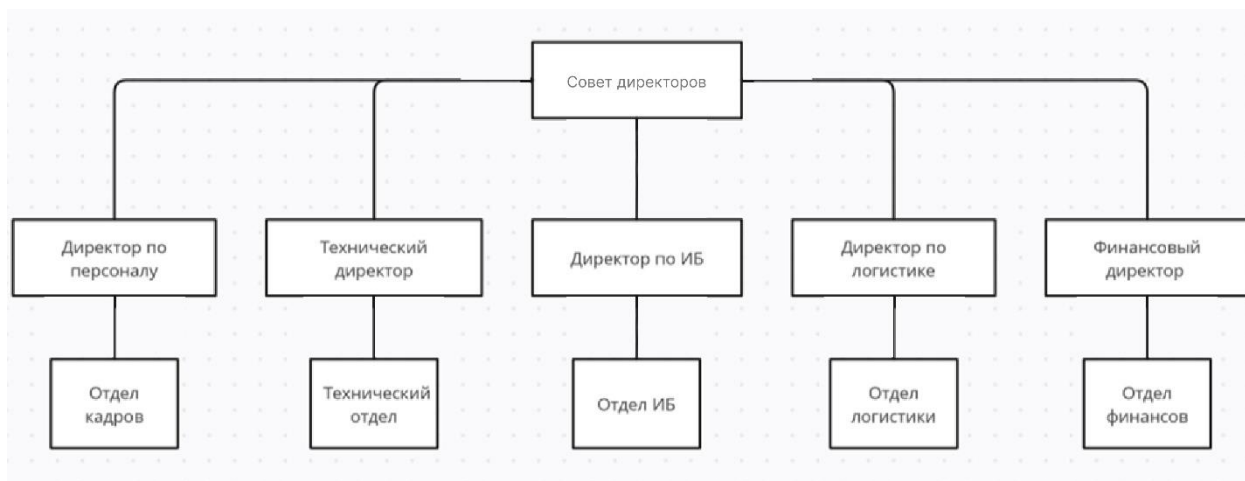 Совет директоров
Директор по
персоналу
Технический
директор
Директор по ИБ
Директор по
логистике
Финансовый
директор
Отдел
кадров
Технический
отдел
Отдел ИБ
Отдел
логистики
Отдел
финансов